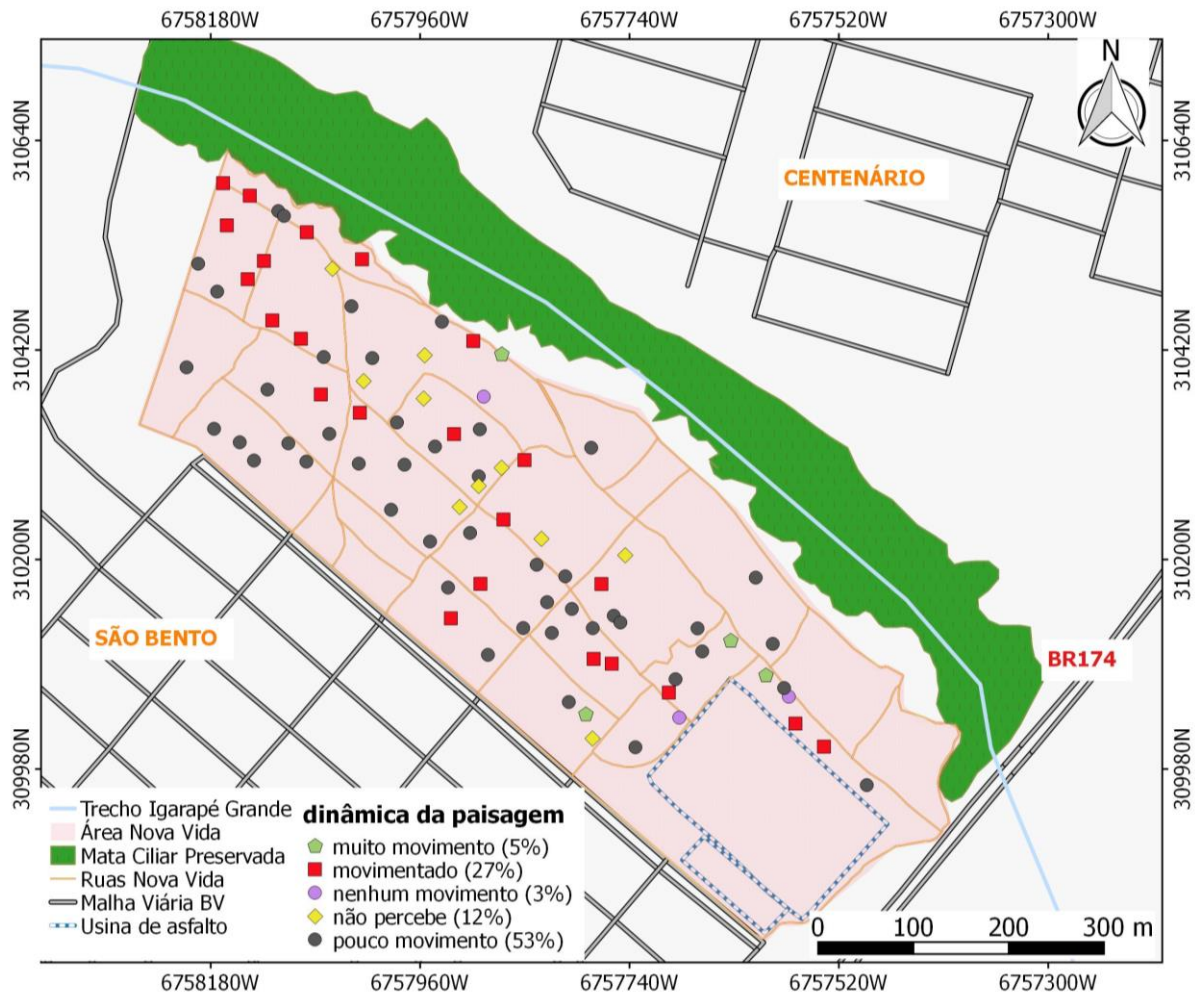 6758180W 6757960W 6757740W 6757520W 6757300W
N
310640N 310640N
CENTENÁRIO
310420N 310420N
310200N 310200N
SÃO BENTO
BR174
309980N 309980N
Trecho Igarapé Grande
Área Nova Vida
Mata Ciliar Preservada
Ruas Nova Vida
Malha Viária BV
Usina de asfalto
dinâmica da paisagem
muito movimento (5%)
movimentado (27%)
nenhum movimento (3%)
não percebe (12%)
pouco movimento (53%)
0 100 200 300 m
6758180W 6757960W 6757740W 6757520W 6757300W